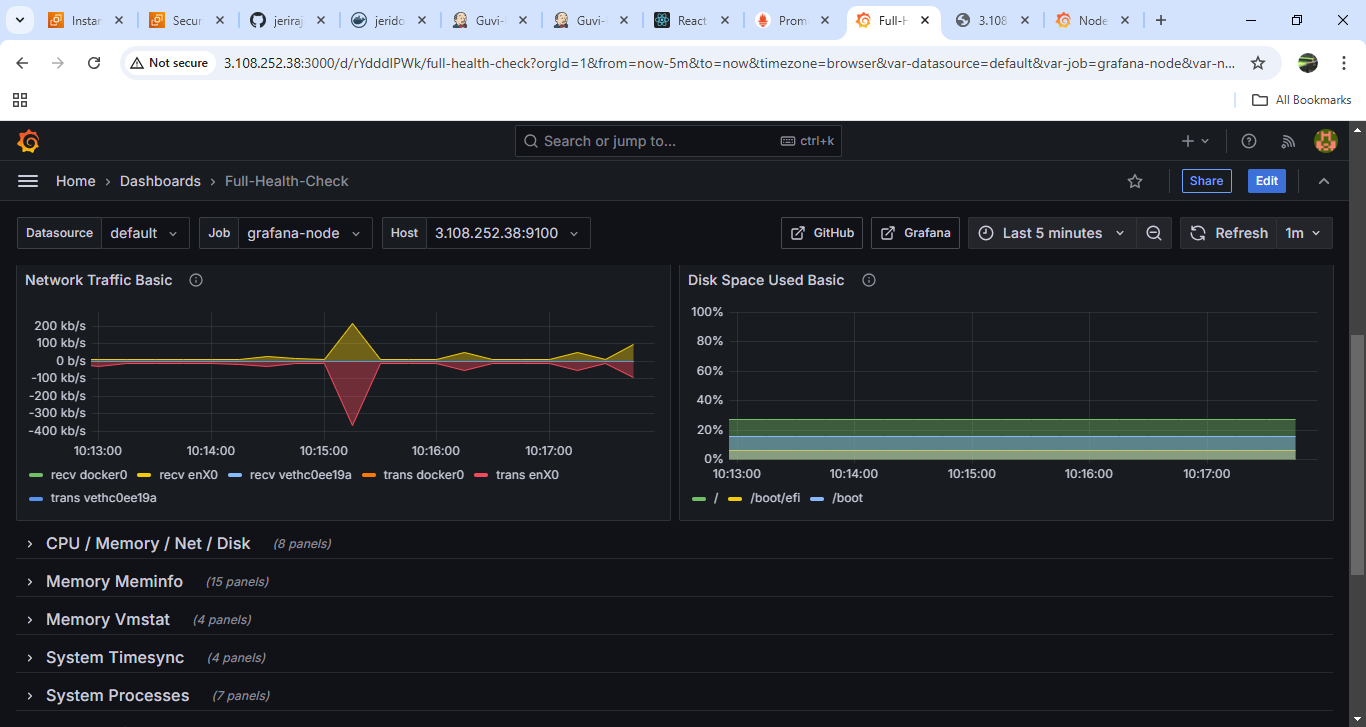 Instan
Secur
jeriraj
jerido
Guvi-
Guvi-
React
Prom
Full-H
3.108
Node
Not secure
3.108.252.38:3000/d/rYdddlPWk/full-health-check?orgId=1&from=now-5m&to=now&timezone=browser&var-datasource=default&var-job=grafana-node&var-n...
All Bookmarks
Search or jump to...
ctrl+k
Home › Dashboards › Full-Health-Check
Share
Edit
Datasource default
Job grafana-node
Host 3.108.252.38:9100
GitHub
Grafana
Last 5 minutes
Refresh
1m
Network Traffic Basic
200 kb/s
100 kb/s
0 b/s
-100 kb/s
-200 kb/s
-300 kb/s
-400 kb/s
10:13:00 10:14:00 10:15:00 10:16:00 10:17:00
recv docker0 recv enX0 recv vethc0ee19a trans docker0 trans enX0
trans vethc0ee19a
Disk Space Used Basic
100%
80%
60%
40%
20%
0%
10:13:00 10:14:00 10:15:00 10:16:00 10:17:00
/ /boot/efi /boot
CPU / Memory / Net / Disk (8 panels)
Memory Meminfo (15 panels)
Memory Vmstat (4 panels)
System Timesync (4 panels)
System Processes (7 panels)